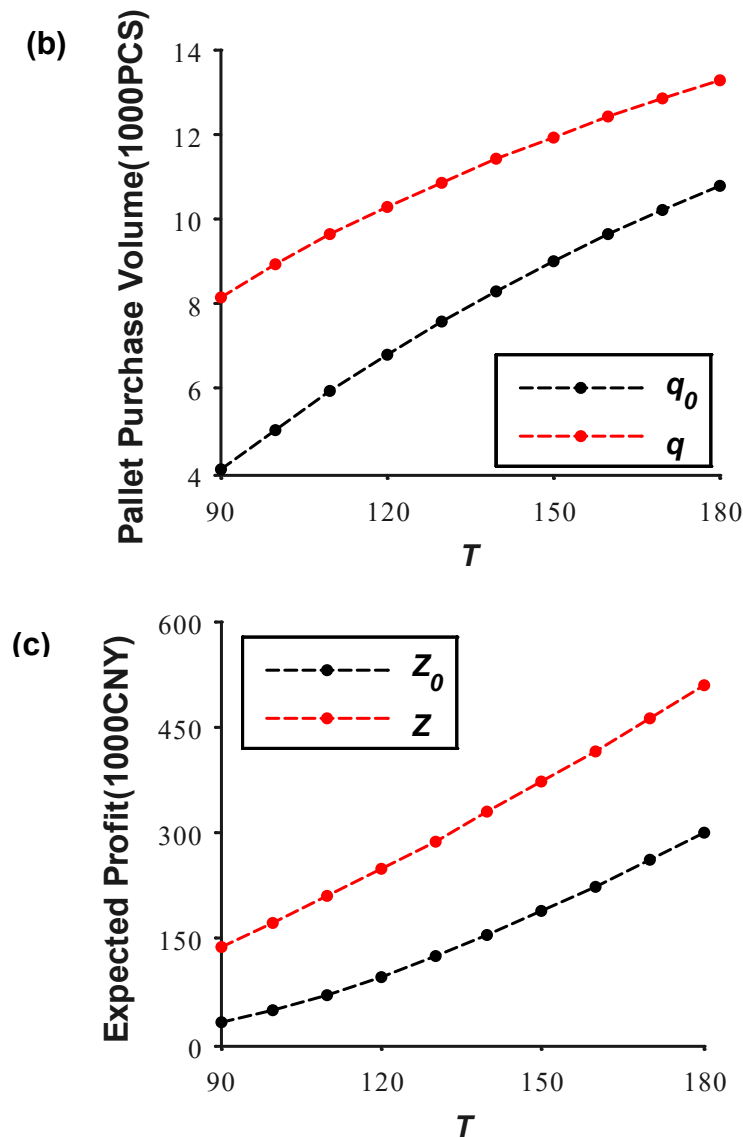 (b)
Pallet Purchase Volume(1000PCS)
14
12
10
8
6
4
90
120
150
180
T
q0
q
(c)
Expected Profit(1000CNY)
600
450
300
150
0
90
120
150
180
T
Z0
Z